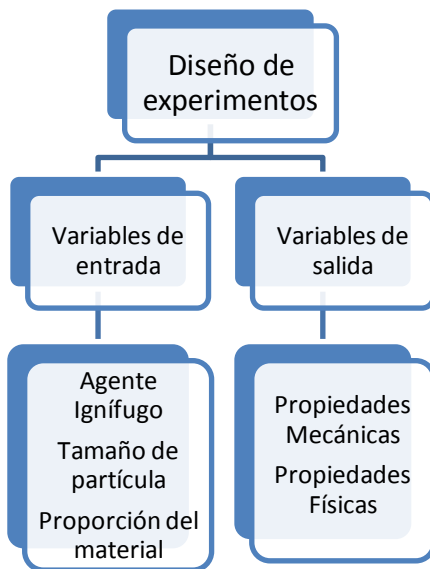 Diseño de
experimentos
Variables de
entrada
Variables de
salida
Agente
Ignífugo
Tamaño de
partícula
Proporción del
material
Propiedades
Mecánicas
Propiedades
Físicas